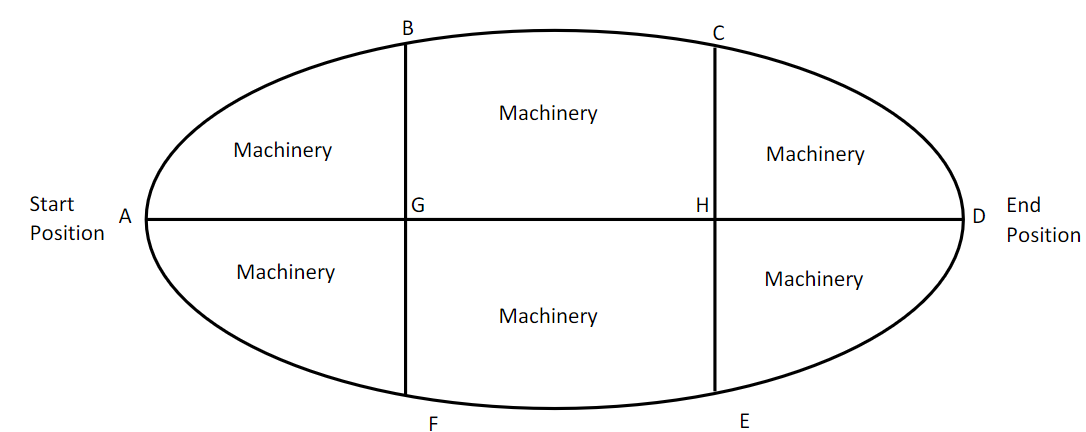 B
C
Machinery
Machinery
Machinery
Start
Position
A
G
H
D
End
Position
Machinery
Machinery
Machinery
F
E